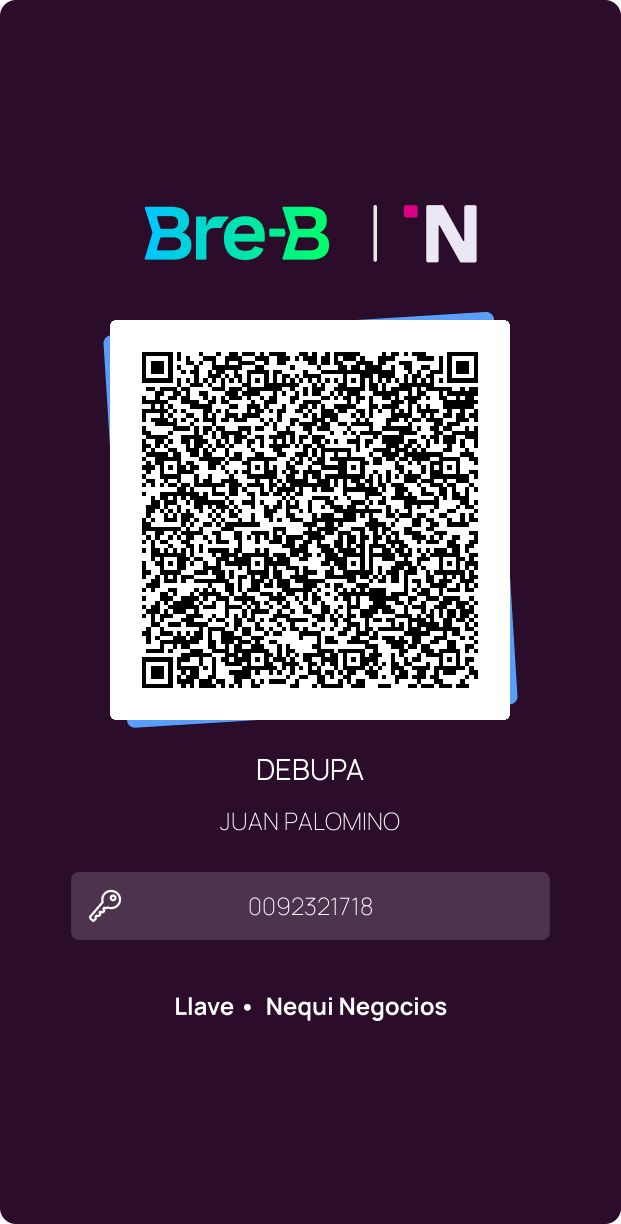 Bre-B | N
DEBUPA
JUAN PALOMINO
0092321718
Llave • Nequi Negocios